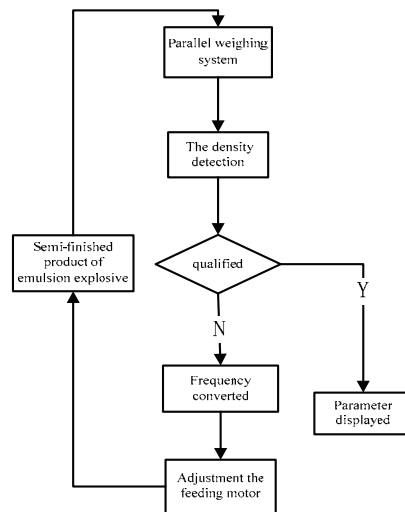 Parallel weighing
system
The density
detection
Semi-finished
product of
emulsion explosive
qualified
Y
N
Frequency
converted
Parameter
displayed
Adjustment the
feeding motor